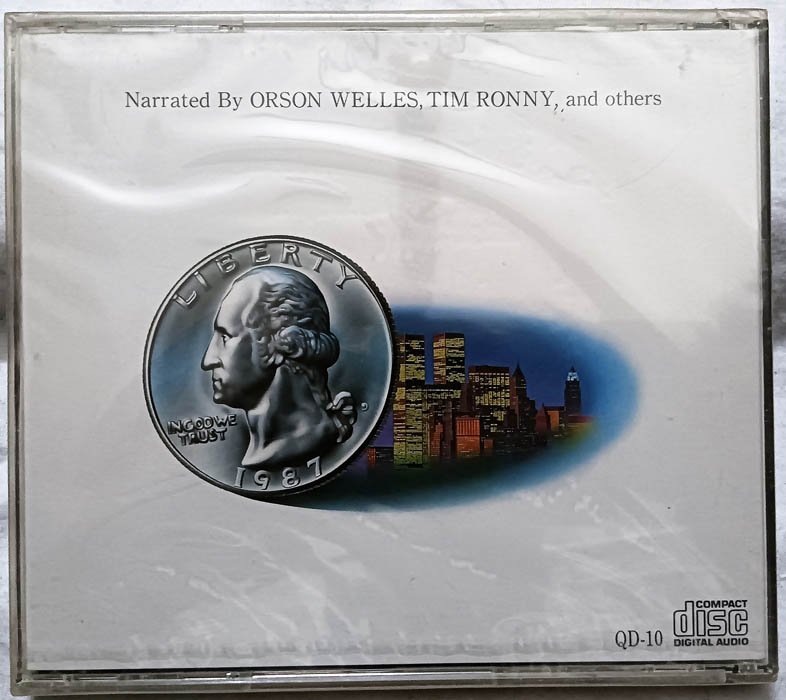 Narrated By ORSON WELLES, TIM RONNY, and others
LIBERTY
IN GOD WE
TRUST
1987
QD-10
COMPACT
disc
DIGITAL AUDIO